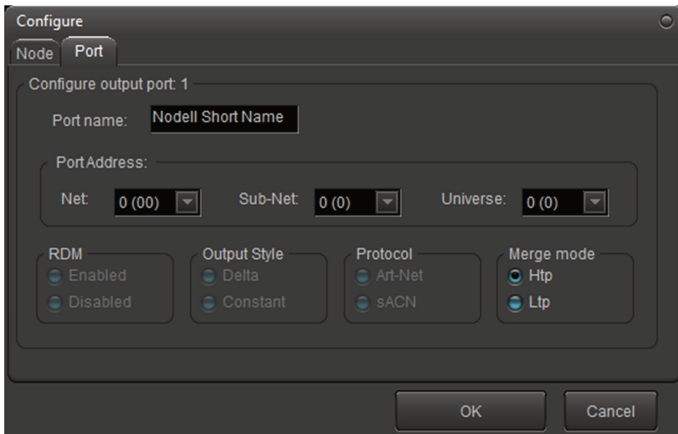 Configure
Node Port
Configure output port: 1
Port name: Nodell Short Name
Port Address:
Net: 0 (00) Sub-Net: 0 (0) Universe: 0 (0)
RDM Output Style Protocol Merge mode
Enabled Delta Art-Net Htp
Disabled Constant sACN Ltp
OK Cancel